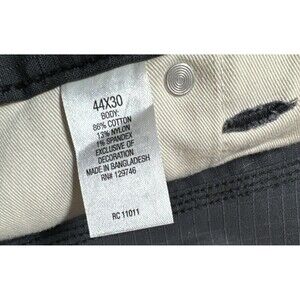 44X30
BODY:
86% COTTON
13% NYLON
1% SPANDEX
EXCLUSIVE OF
DECORATION
MADE IN BANGLADESH
RN# 129746
RC 11011